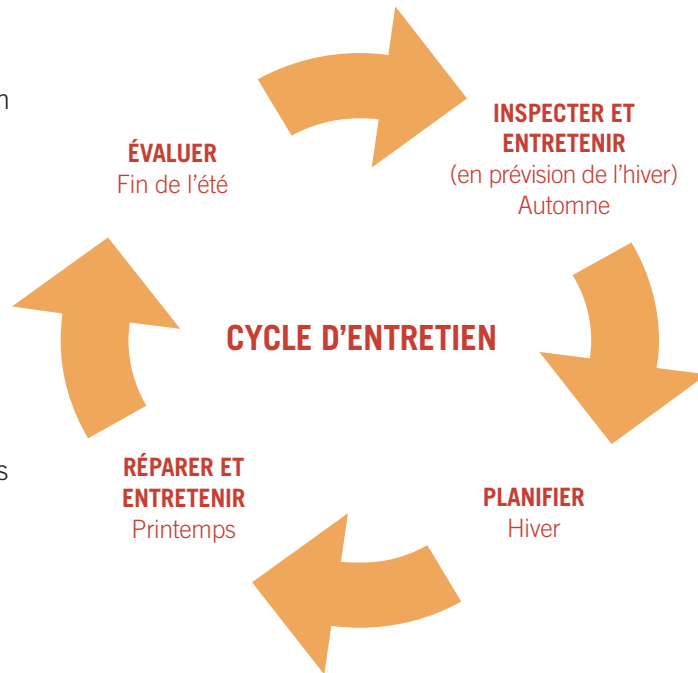 ÉVALUER
Fin de l'été
INSPECTER ET
ENTRETENIR
(en prévision de l'hiver)
Automne
CYCLE D'ENTRETIEN
RÉPARER ET
ENTRETENIR
Printemps
PLANIFIER
Hiver